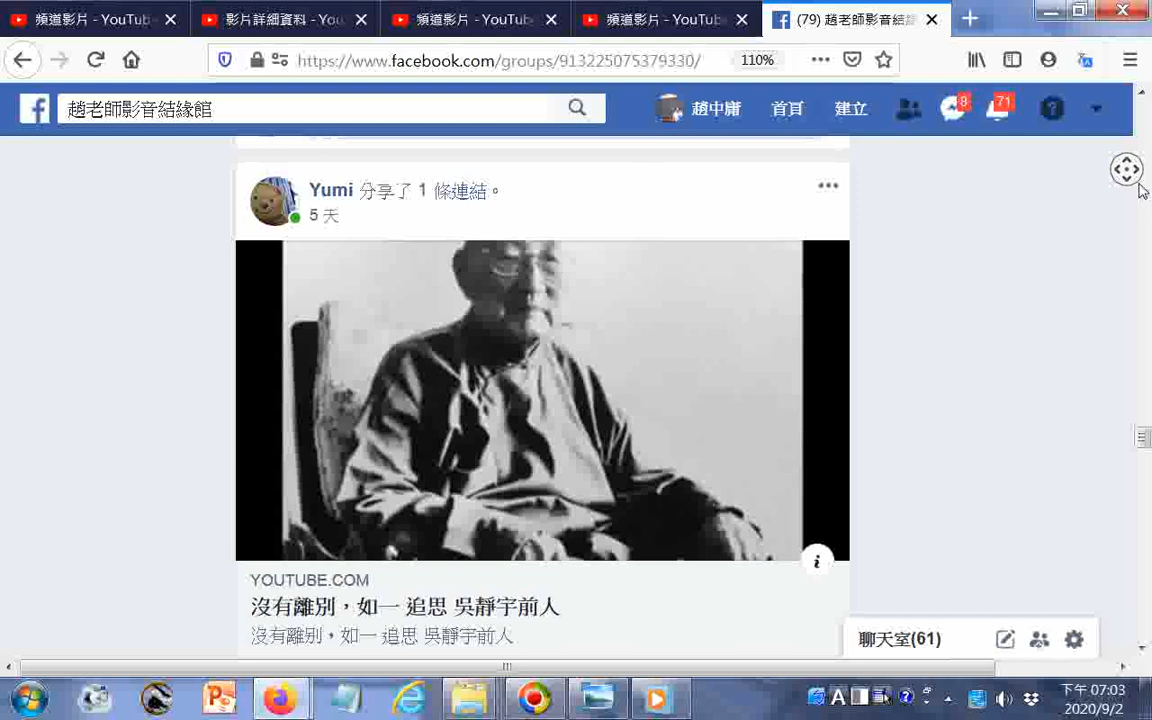 頻道影片 - YouTub
影片詳細資料 - You
頻道影片 - YouTub
頻道影片 - YouTub
(79) 趙老師影音結緣
https://www.facebook.com/groups/913225075379330/
110%
趙老師影音結緣館
趙中庸
首頁
建立
8
71
Yumi 分享了 1 條連結。
5 天
YOUTUBE.COM
沒有離別，如一 追思 吳靜宇前人
沒有離別，如一 追思 吳靜宇前人
聊天室(61)
下午 07:03
2020/9/2